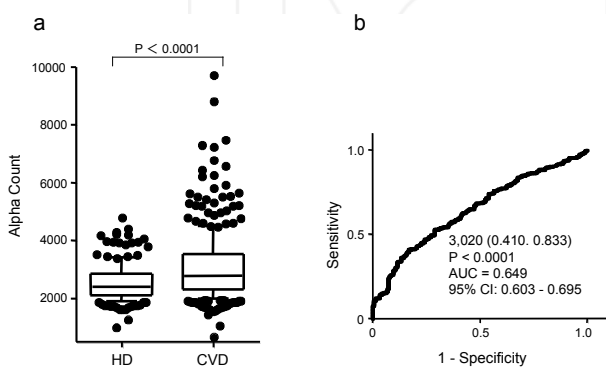 a
P < 0.0001
10000
8000
6000
4000
2000
Alpha Count
HD CVD
b
1.0
0.5
0
Sensitivity
3,020 (0.410. 0.833)
P < 0.0001
AUC = 0.649
95% CI: 0.603 - 0.695
0 0.5 1.0
1 - Specificity